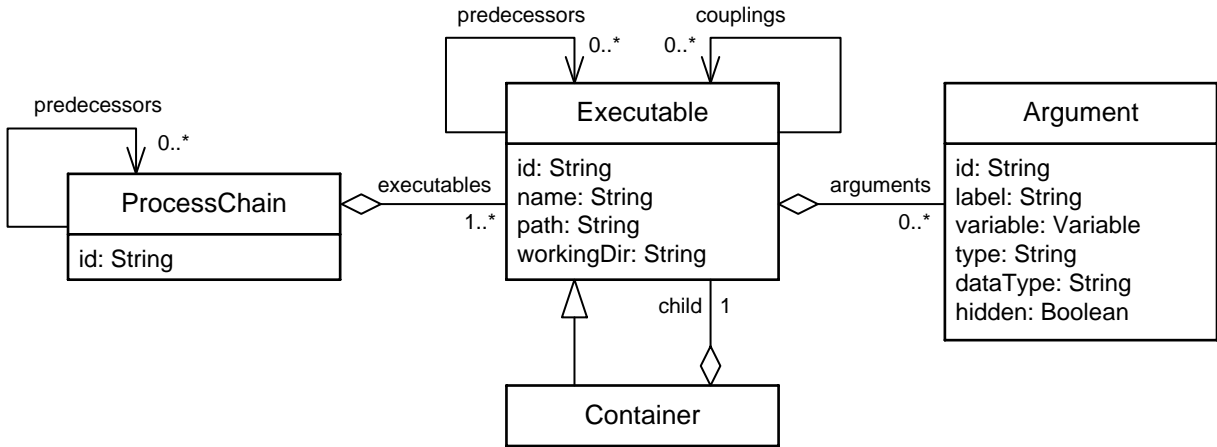 predecessors
0..*
ProcessChain
id: String
executables
1..*
predecessors
0..*
couplings
0..*
Executable
id: String
name: String
path: String
workingDir: String
arguments
0..*
Argument
id: String
label: String
variable: Variable
type: String
dataType: String
hidden: Boolean
child 1
Container